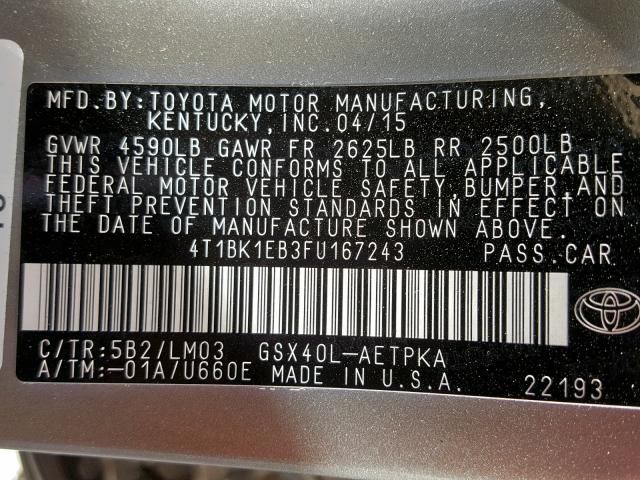 MFD.BY:TOYOTA MOTOR MANUFACTURING,
KENTUCKY,INC.04/15
GVWR 4590LB GAWR FR 2625LB RR 2500LB
THIS VEHICLE CONFORMS TO ALL APPLICABLE
FEDERAL MOTOR VEHICLE SAFETY,BUMPER,AND
THEFT PREVENTION STANDARDS IN EFFECT ON
THE DATE OF MANUFACTURE SHOWN ABOVE.
4T1BK1EB3FU167243 PASS.CAR
C/TR:5B2/LM03 GSX40L-AETPKA
A/TM:-01A/U660E MADE IN U.S.A. 22193